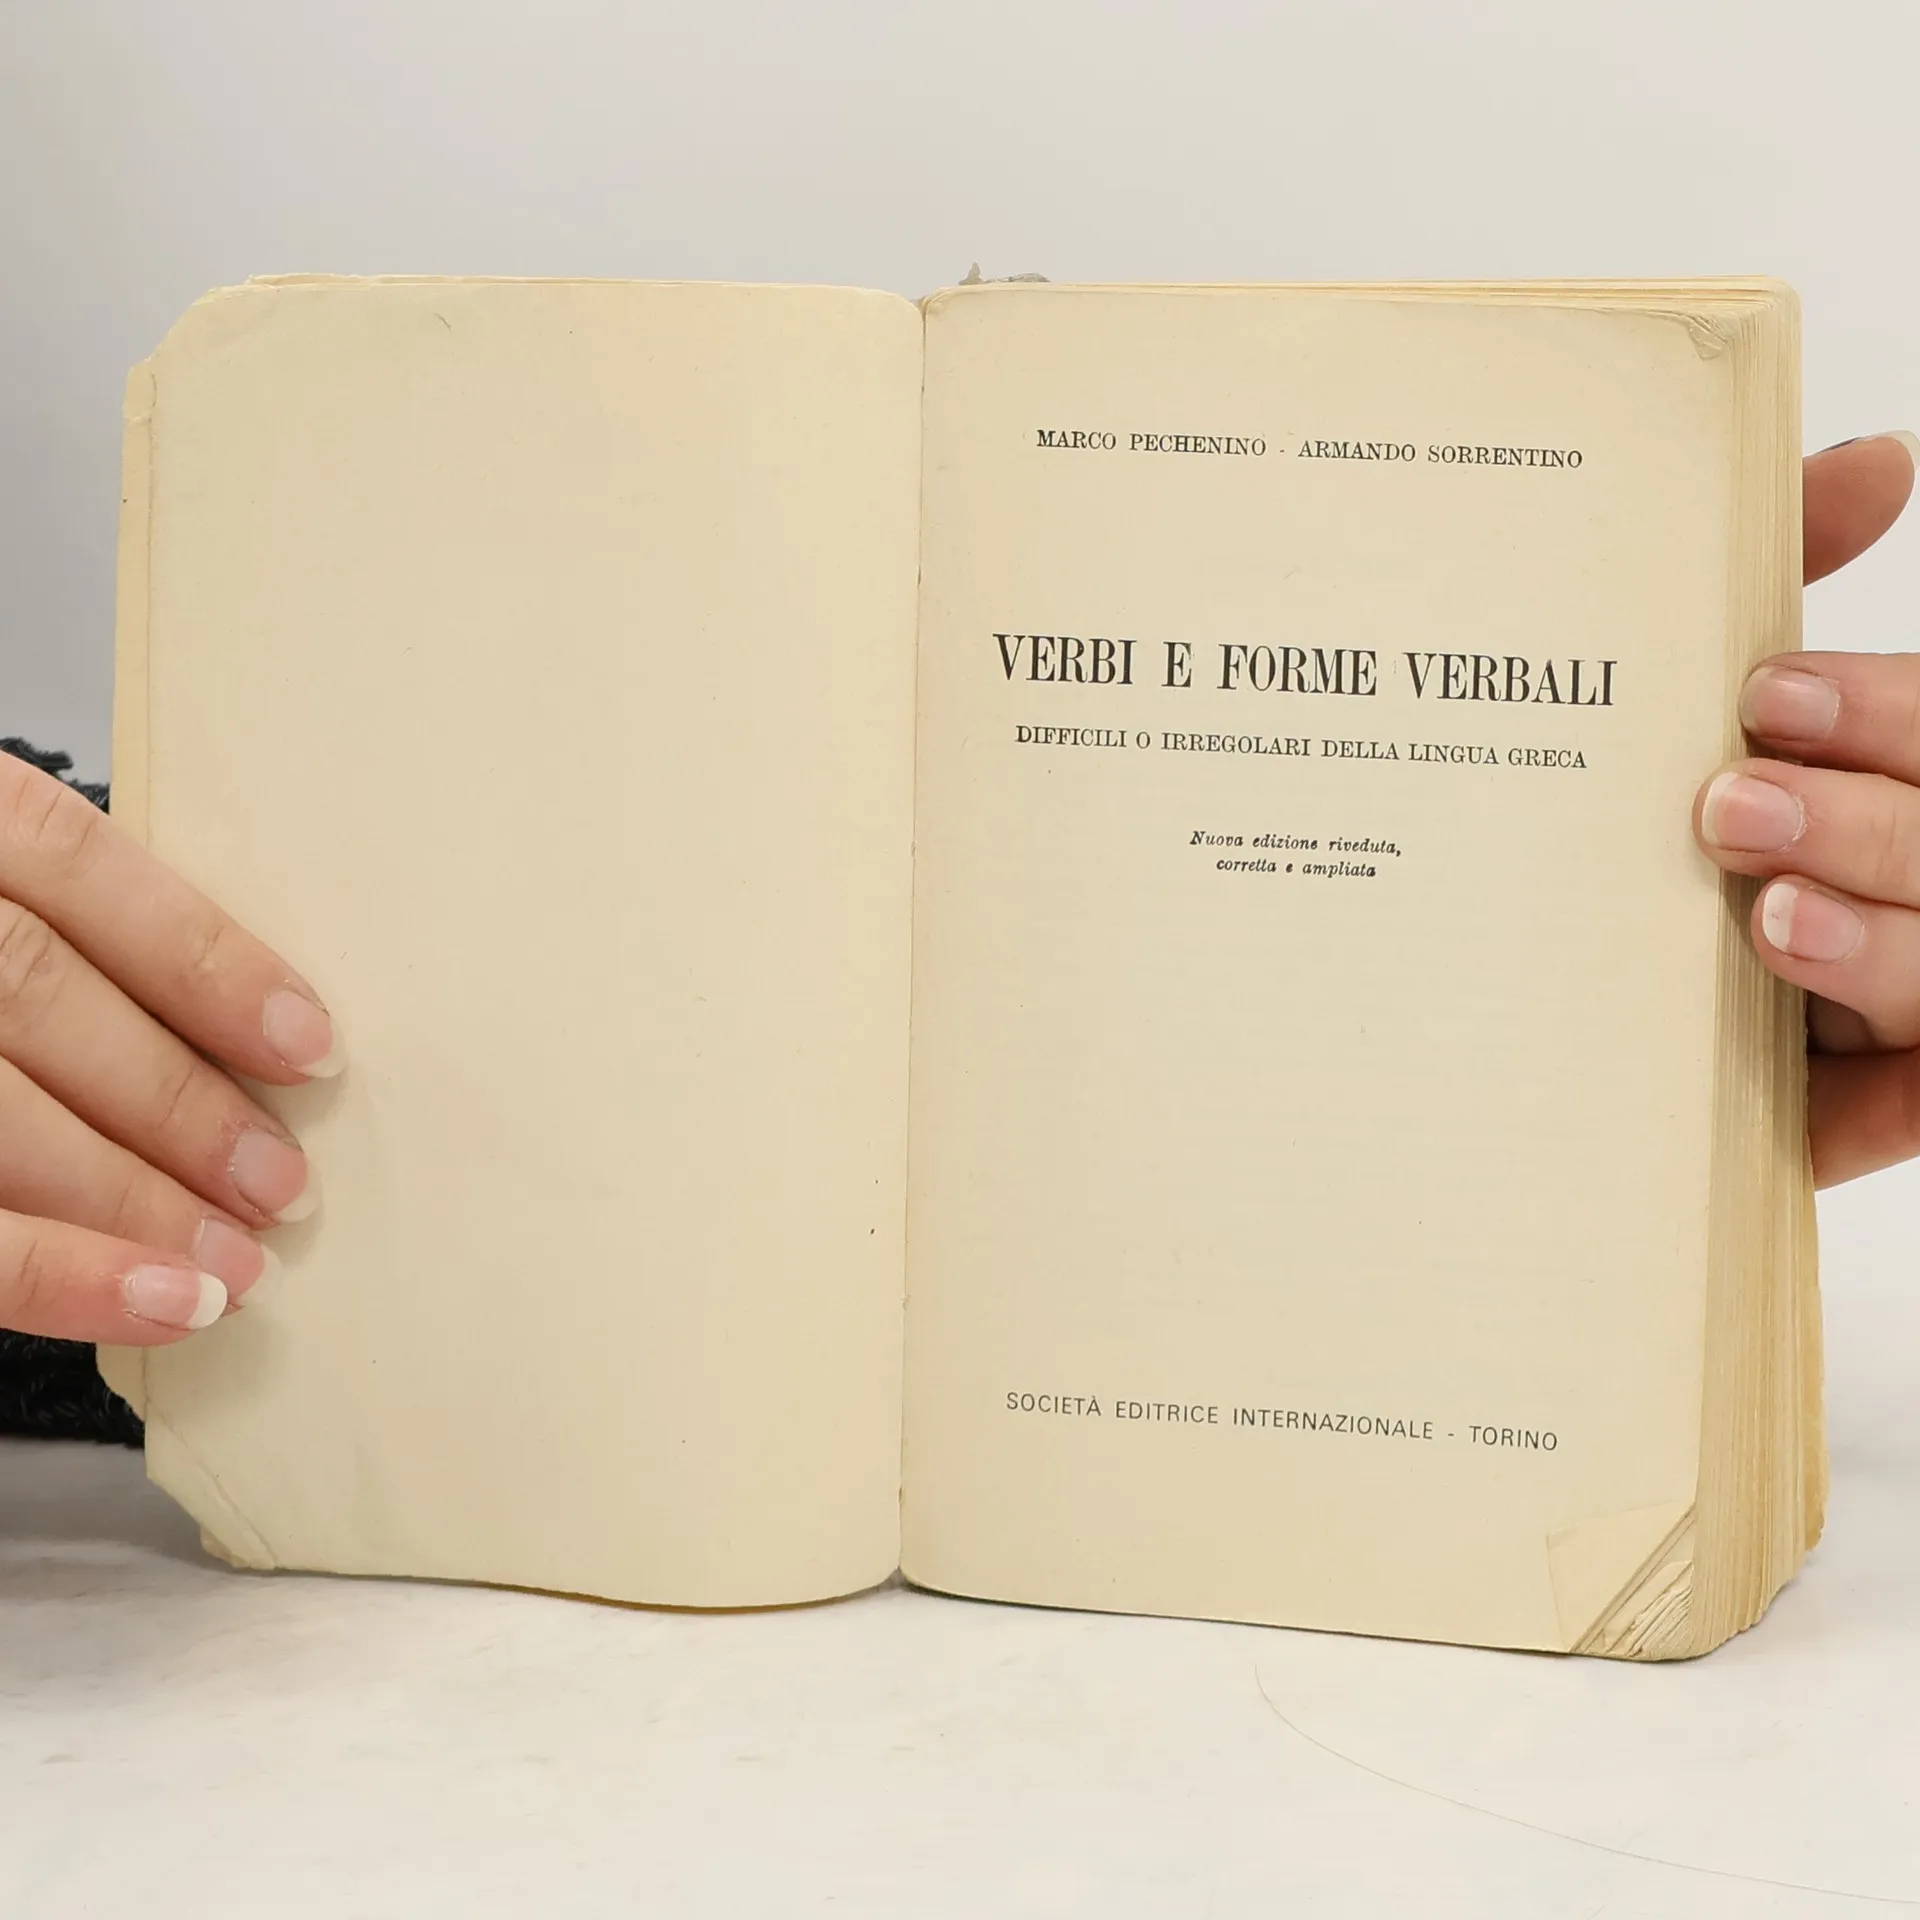 MARCO PECHENINO - ARMANDO SORRENTINO
VERBI E FORME VERBALI
DIFFICILI O IRREGOLARI DELLA LINGUA GRECA
Nuova edizione riveduta,
corretta e ampliata
SOCIETÀ EDITRICE INTERNAZIONALE - TORINO